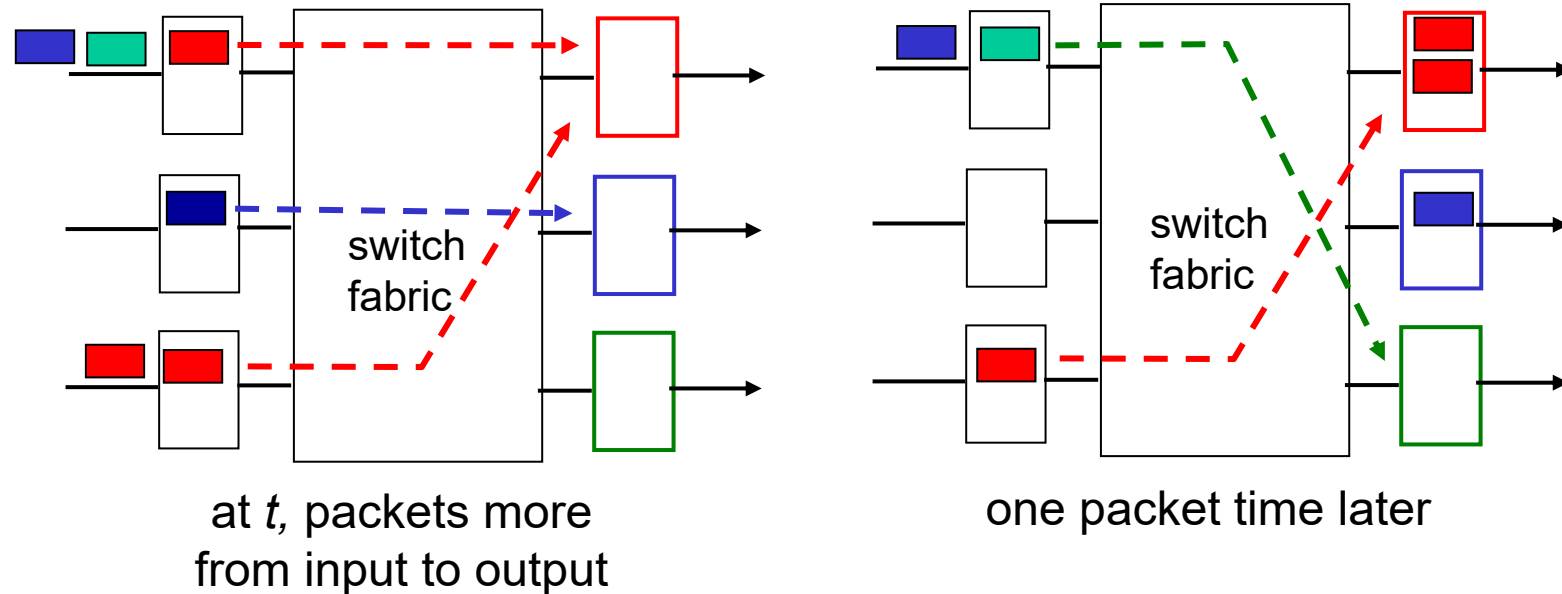 switch
fabric
at t, packets more
from input to output
switch
fabric
one packet time later